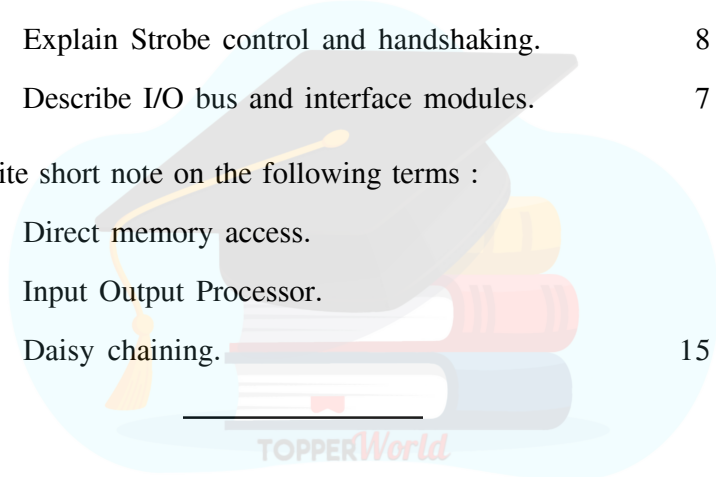 Explain Strobe control and handshaking. 8
Describe I/O bus and interface modules. 7
ite short note on the following terms :
Direct memory access.
Input Output Processor.
Daisy chaining. 15
TOPPERWorld